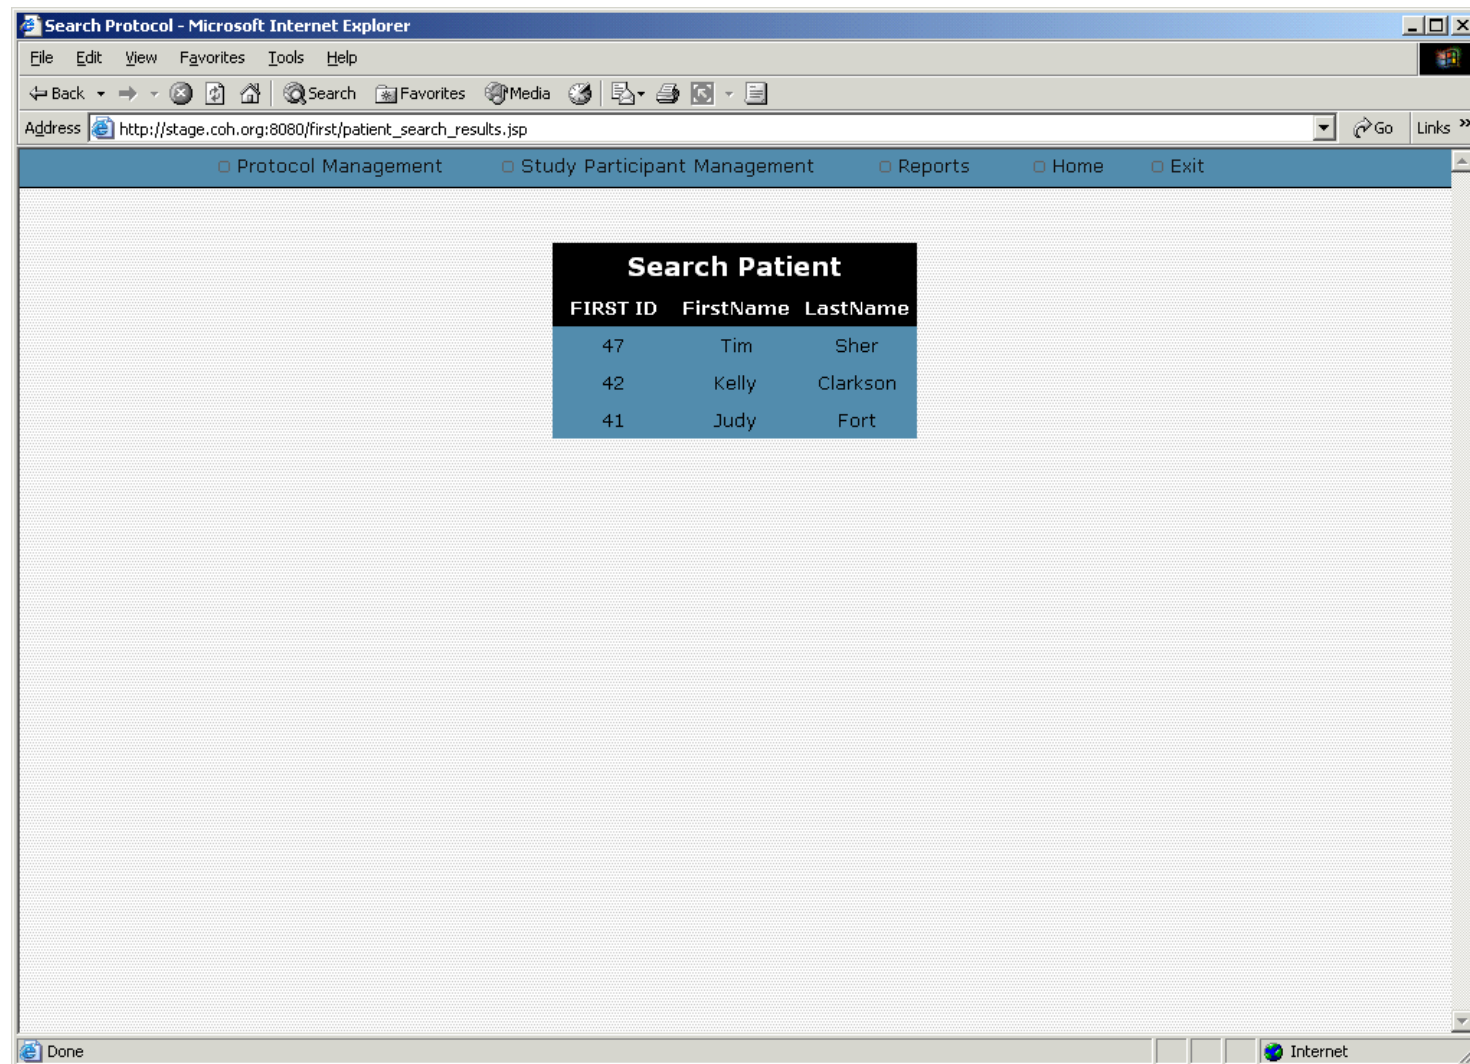 Search Protocol - Microsoft Internet Explorer
File Edit View Favorites Tools Help
Back Search Favorites Media
Address http://stage.coh.org:8080/first/patient_search_results.jsp Go Links »
Protocol Management Study Participant Management Reports Home Exit
Search Patient
FIRST ID FirstName LastName
47 Tim Sher
42 Kelly Clarkson
41 Judy Fort
Done Internet